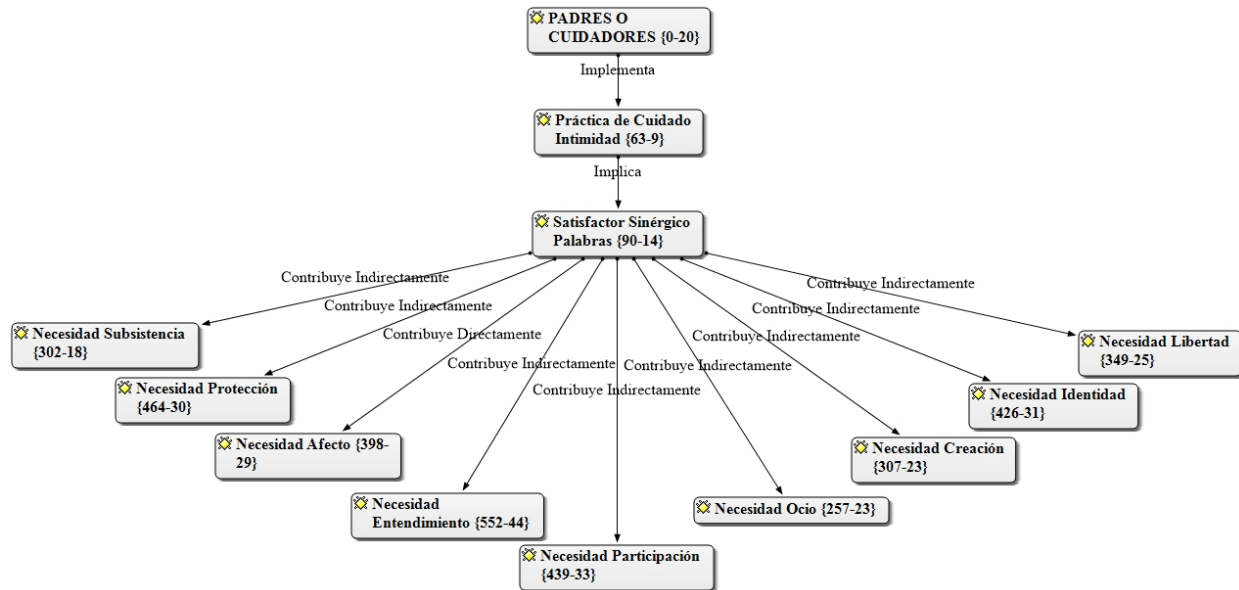 PADRES O
CUIDADORES {0-20}
Implementa
Práctica de Cuidado
Intimidad {63-9}
Implica
Satisfactor Sinérgico
Palabras {90-14}
Contribuye Indirectamente
Contribuye Indirectamente
Contribuye Directamente
Contribuye Indirectamente
Contribuye Indirectamente
Contribuye Indirectamente
Contribuye Indirectamente
Contribuye Indirectamente
Contribuye Indirectamente
Necesidad Subsistencia
{302-18}
Necesidad Protección
{464-30}
Necesidad Afecto {398-
29}
Necesidad
Entendimiento {552-44}
Necesidad Participación
{439-33}
Necesidad Ocio {257-23}
Necesidad Creación
{307-23}
Necesidad Identidad
{426-31}
Necesidad Libertad
{349-25}